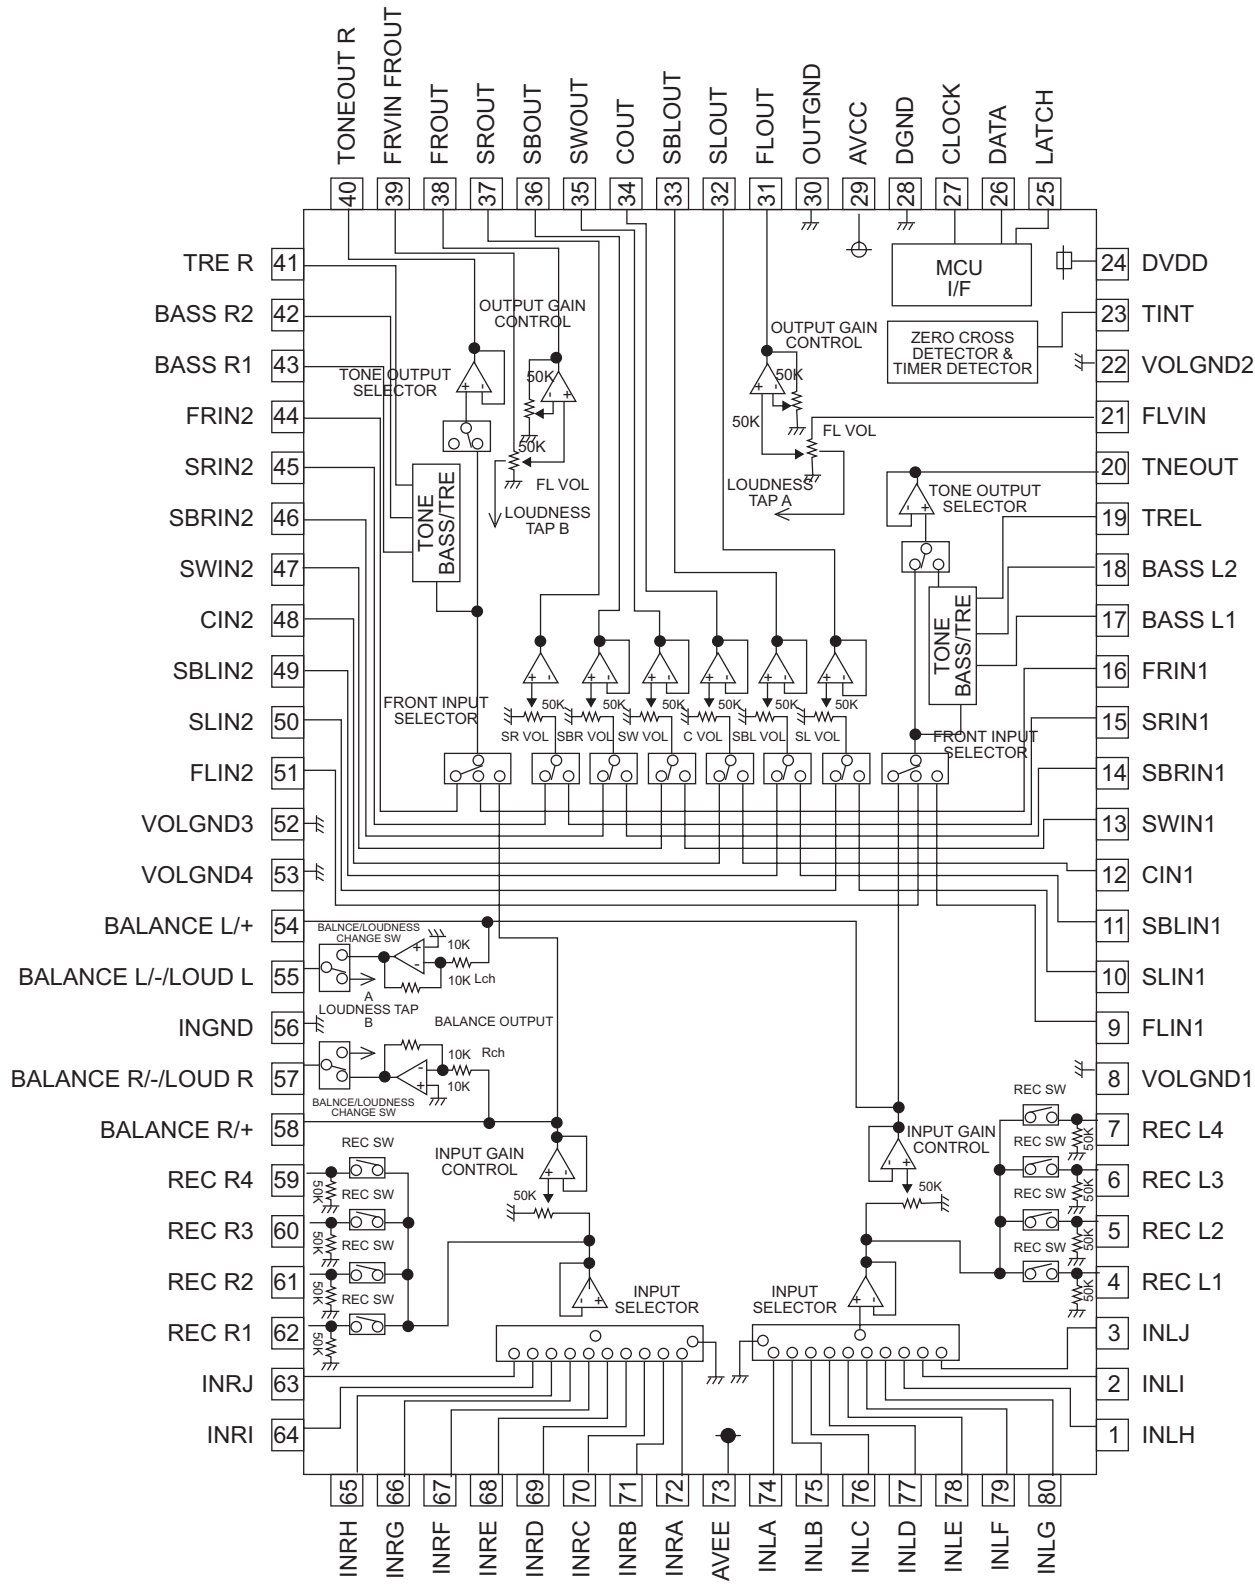 TONEOUT R
FRVIN FROUT
FROUT
SROUT
SBOUT
SWOUT
COUT
SBLOUT
SLOUT
FLOUT
OUTGND
AVCC
DGND
CLOCK
DATA
LATCH
40
39
38
37
36
35
34
33
32
31
30
29
28
27
26
25
TRE R 41
BASS R2 42
BASS R1 43
FRIN2 44
SRIN2 45
SBRIN2 46
SWIN2 47
CIN2 48
SBLIN2 49
SLIN2 50
FLIN2 51
VOLGND3 52
VOLGND4 53
BALANCE L/+ 54
BALANCE L/-/LOUD L 55
INGND 56
BALANCE R/-/LOUD R 57
BALANCE R/+ 58
REC R4 59
REC R3 60
REC R2 61
REC R1 62
INRJ 63
INRI 64
MCU
I/F
ZERO CROSS
DETECTOR &
TIMER DETECTOR
OUTPUT GAIN
CONTROL
TONE OUTPUT
SELECTOR
50K
50K
FL VOL
LOUDNESS
TAP B
TONE
BASS/TRE
OUTPUT GAIN
CONTROL
50K
50K
FL VOL
LOUDNESS
TAP A
TONE OUTPUT
SELECTOR
TONE
BASS/TRE
FRONT INPUT
SELECTOR
50K
50K
50K
50K
50K
50K
SR VOL
SBR VOL
SW VOL
C VOL
SBL VOL
SL VOL
FRONT INPUT
SELECTOR
BALNCE/LOUDNESS
CHANGE SW
10K
10K
Lch
A
LOUDNESS TAP
B
BALANCE OUTPUT
10K
Rch
10K
BALNCE/LOUDNESS
CHANGE SW
REC SW
50K
REC SW
50K
REC SW
50K
REC SW
50K
INPUT GAIN
CONTROL
50K
INPUT
SELECTOR
INPUT GAIN
CONTROL
50K
INPUT
SELECTOR
REC SW
50K
REC SW
50K
REC SW
50K
REC SW
50K
24 DVDD
23 TINT
22 VOLGND2
21 FLVIN
20 TNEOUT
19 TREL
18 BASS L2
17 BASS L1
16 FRIN1
15 SRIN1
14 SBRIN1
13 SWIN1
12 CIN1
11 SBLIN1
10 SLIN1
9 FLIN1
8 VOLGND1
7 REC L4
6 REC L3
5 REC L2
4 REC L1
3 INLJ
2 INLI
1 INLH
65
66
67
68
69
70
71
72
73
74
75
76
77
78
79
80
INRH
INRG
INRF
INRE
INRD
INRC
INRB
INRA
AVEE
INLA
INLB
INLC
INLD
INLE
INLF
INLG